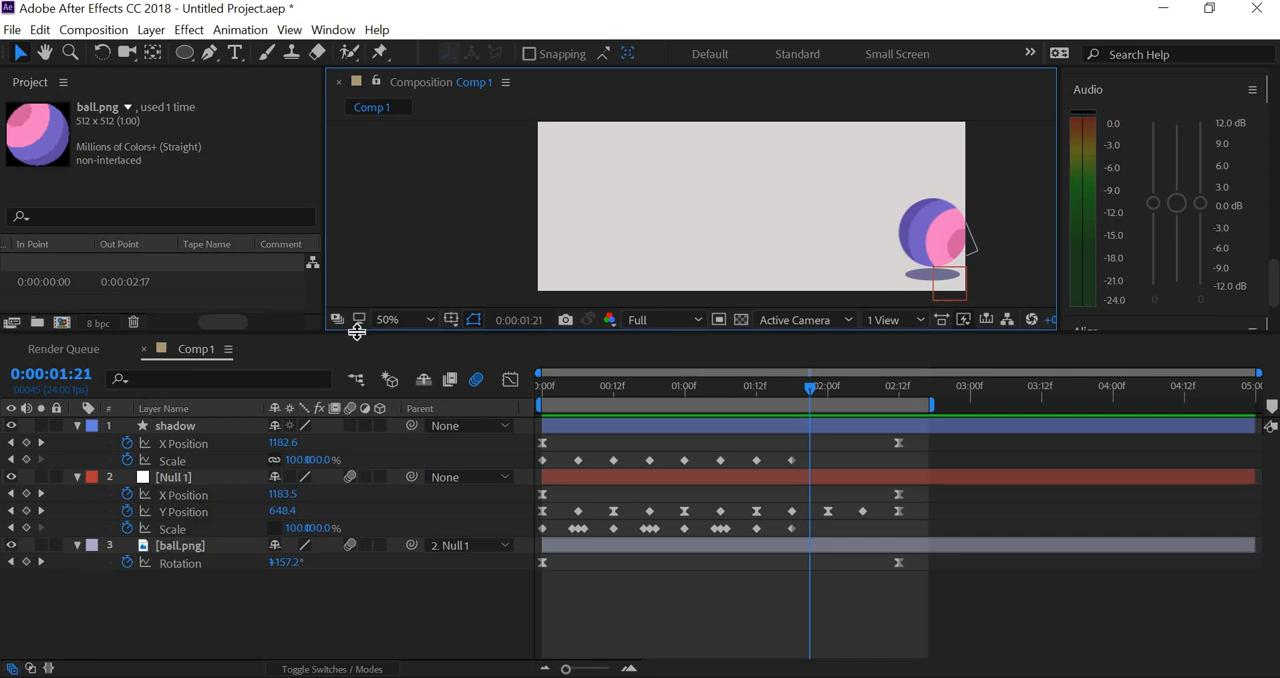 Adobe After Effects CC 2018 - Untitled Project.aep *
File Edit Composition Layer Effect Animation View Window Help
Snapping Default Standard Small Screen Search Help
Project
ball.png , used 1 time
512 x 512 (1.00)
Millions of Colors+ (Straight)
non-interlaced
In Point Out Point Tape Name Comment
0:00:00:00 0:00:02:17
8 bpc
Composition Comp 1
Comp 1
50% 0:00:01:21 Full Active Camera 1 View
Audio
0.0 12.0 dB
-3.0 9.0
-6.0 6.0
-9.0 3.0
-12.0 0.0 dB
-15.0 -3.0
-18.0 -6.0
-21.0 -9.0
-24.0 0 0 -12.0 dB
Render Queue Comp 1
0:00:01:21
00045 (24.00 fps)
0:00f 00:12f 01:00f 01:12f 02:00f 02:12f 03:00f 03:12f 04:00f 04:12f 05:0
# Layer Name Parent
1 shadow None
X Position 1182.6
Scale
2 [Null 1] None
X Position 1183.5
Y Position 648.4
Scale
3 [ball.png] 2. Null 1
Rotation
Toggle Switches / Modes